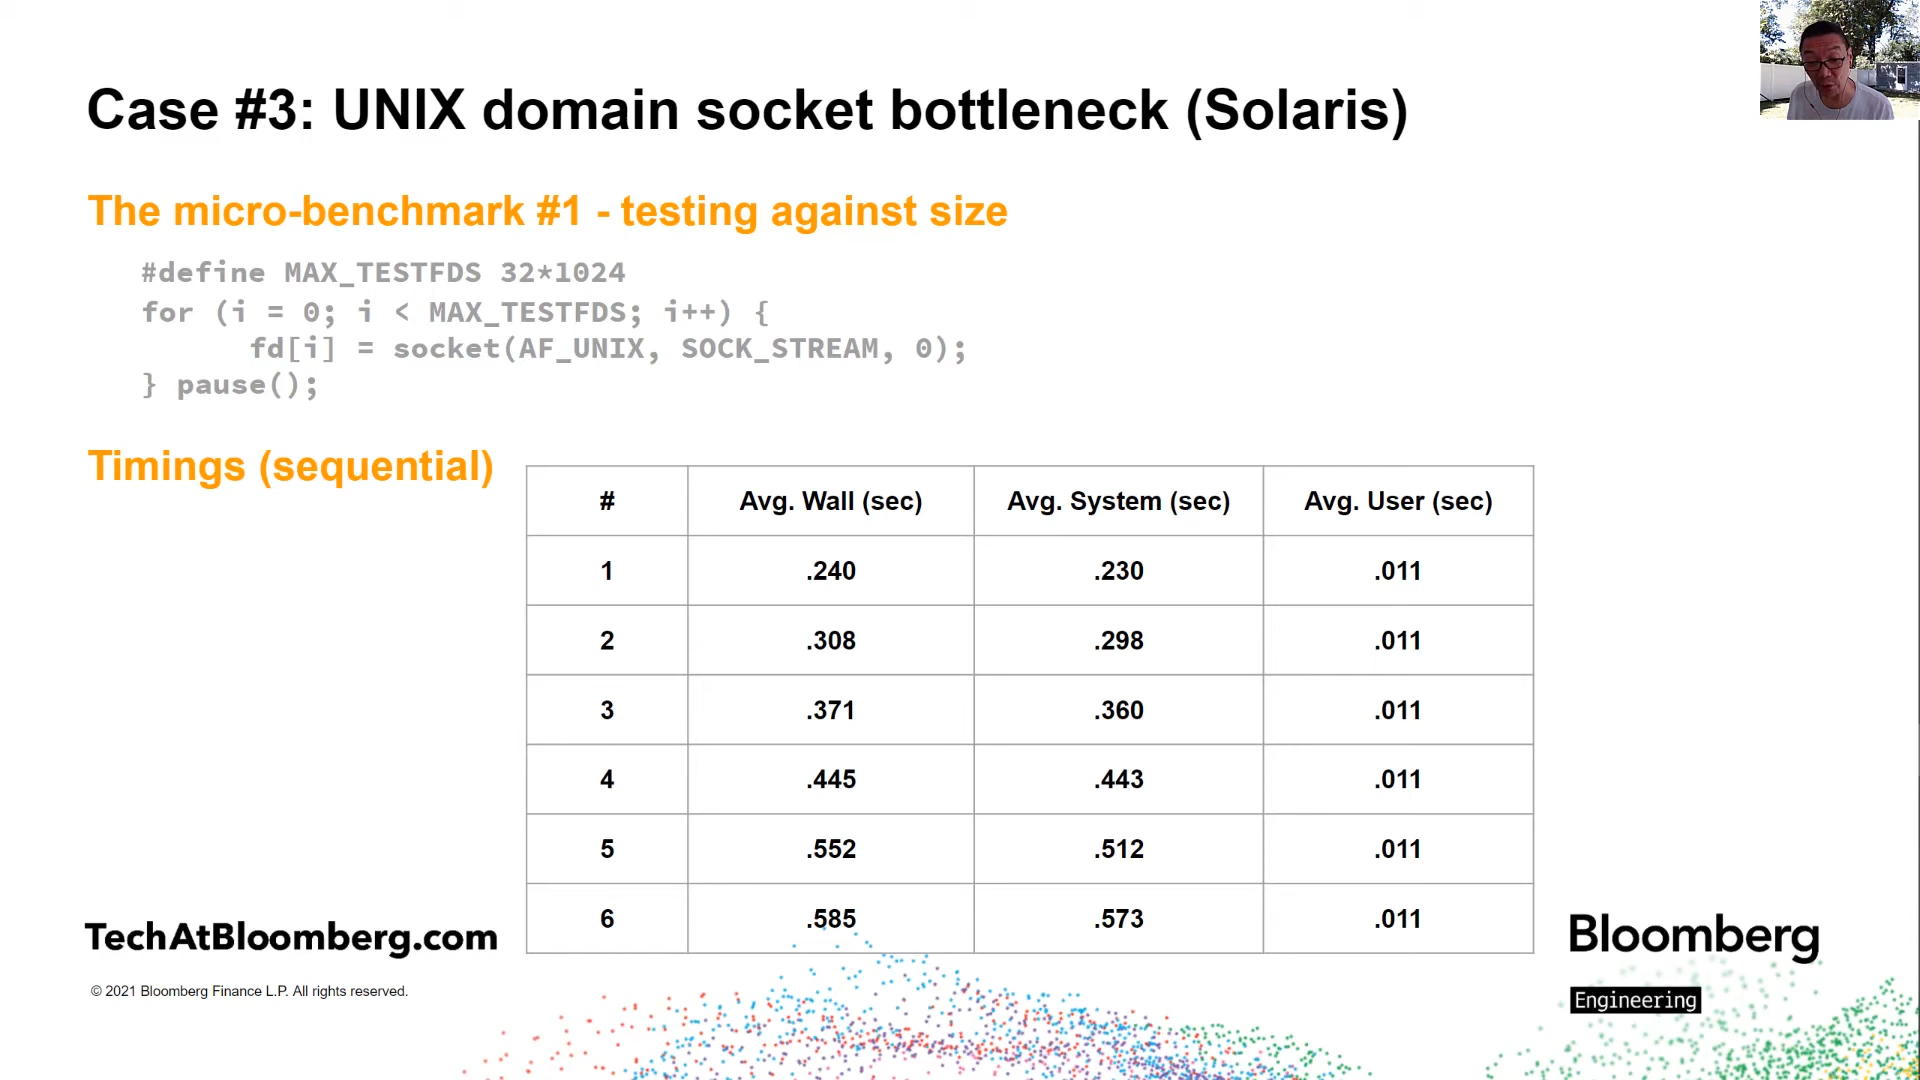 Case #3: UNIX domain socket bottleneck (Solaris)
The micro-benchmark #1 - testing against size
#define MAX_TESTFDS 32*1024
for (i = 0; i < MAX_TESTFDS; i++) {
fd[i] = socket(AF_UNIX, SOCK_STREAM, 0);
} pause();
Timings (sequential)
# Avg. Wall (sec) Avg. System (sec) Avg. User (sec)
1 .240 .230 .011
2 .308 .298 .011
3 .371 .360 .011
4 .445 .443 .011
5 .552 .512 .011
6 .585 .573 .011
TechAtBloomberg.com
© 2021 Bloomberg Finance L.P. All rights reserved.
Bloomberg
Engineering